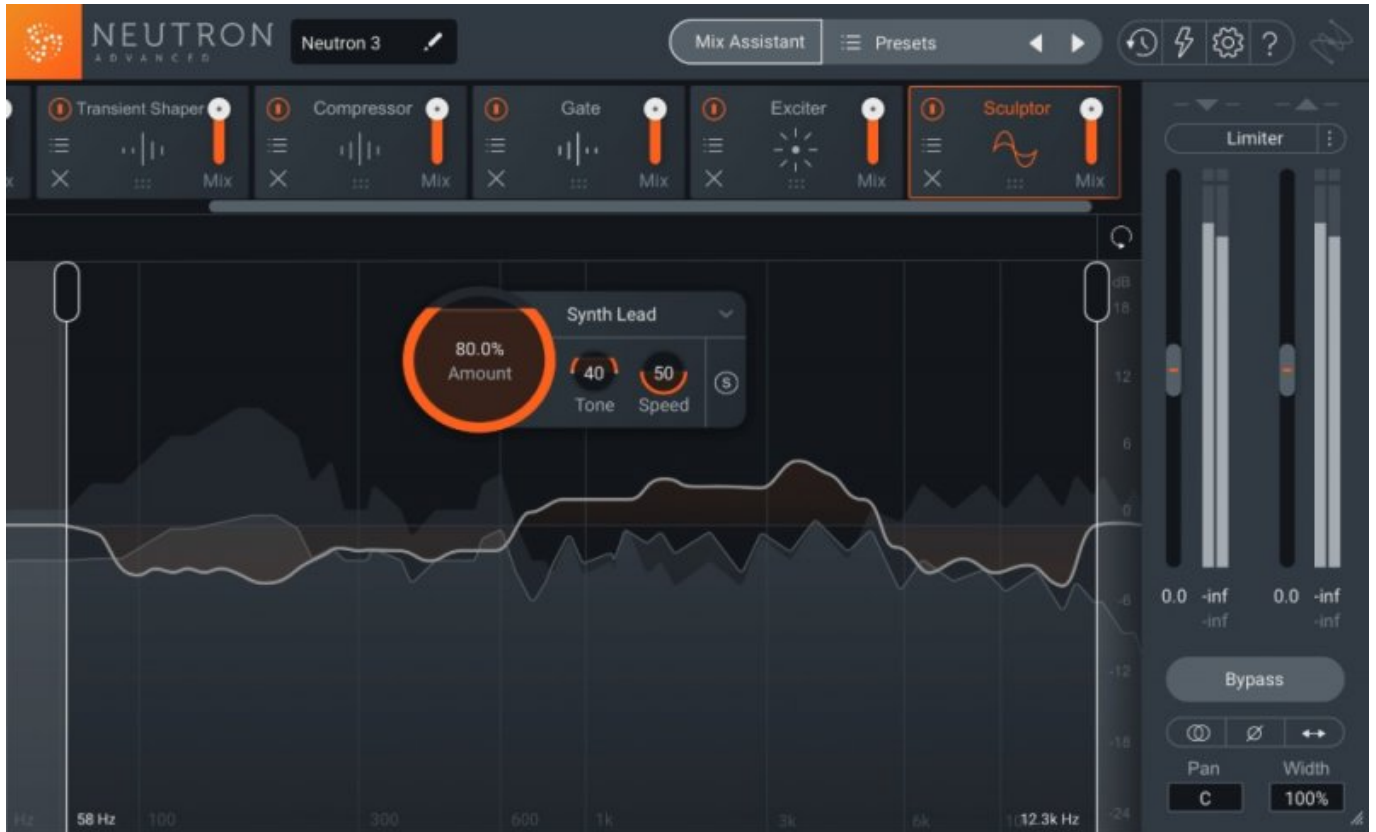 NEUTRON
ADVANCED
Neutron 3
Mix Assistant
Presets
?
x
Transient Shaper
Mix
Compressor
Mix
Gate
Mix
Exciter
Mix
Sculptor
Mix
Limiter
Synth Lead
80.0%
Amount
40
Tone
50
Speed
S
dB
18
12
6
0
-6
-12
-18
-24
0.0 -inf
-inf
0.0 -inf
-inf
Bypass
Pan
C
Width
100%
Hz
58 Hz
100
300
600
1k
3k
6k
10
12.3k Hz